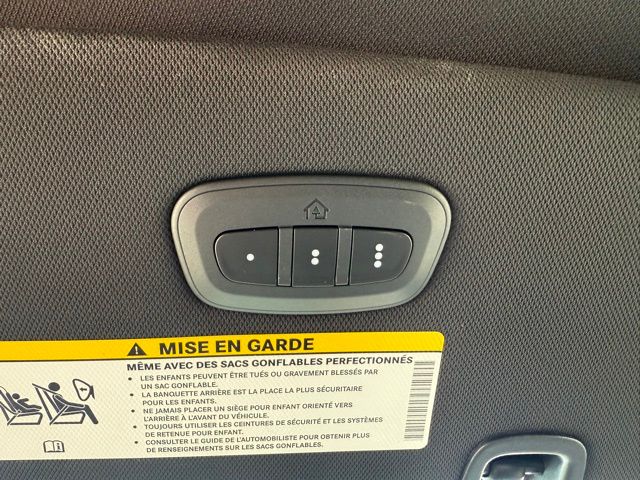 MISE EN GARDE
MÊME AVEC DES SACS GONFLABLES PERFECTIONNÉS
• LES ENFANTS PEUVENT ÊTRE TUÉS OU GRAVEMENT BLESSÉS PAR
UN SAC GONFLABLE.
• LA BANQUETTE ARRIÈRE EST LA PLACE LA PLUS SÉCURITAIRE
POUR LES ENFANTS.
• NE JAMAIS PLACER UN SIÈGE POUR ENFANT ORIENTÉ VERS
L'ARRIÈRE À L'AVANT DU VÉHICULE.
• TOUJOURS UTILISER LES CEINTURES DE SÉCURITÉ ET LES SYSTÈMES
DE RETENUE POUR ENFANT.
• CONSULTER LE GUIDE DE L'AUTOMOBILISTE POUR OBTENIR PLUS
DE RENSEIGNEMENTS SUR LES SACS GONFLABLES.